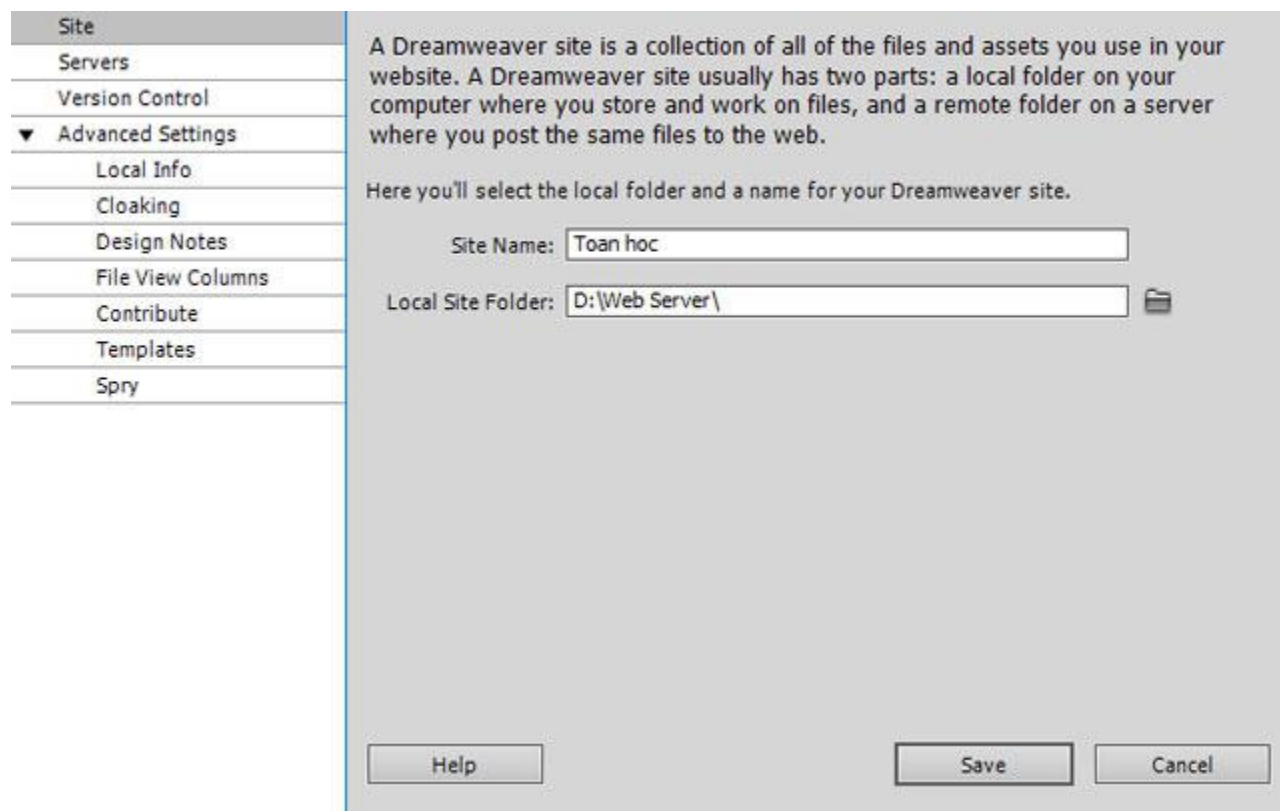 Site
Servers
Version Control
Advanced Settings
Local Info
Cloaking
Design Notes
File View Columns
Contribute
Templates
Spry
A Dreamweaver site is a collection of all of the files and assets you use in your
website. A Dreamweaver site usually has two parts: a local folder on your
computer where you store and work on files, and a remote folder on a server
where you post the same files to the web.
Here you'll select the local folder and a name for your Dreamweaver site.
Site Name: Toan hoc
Local Site Folder: D:\Web Server\
Help Save Cancel